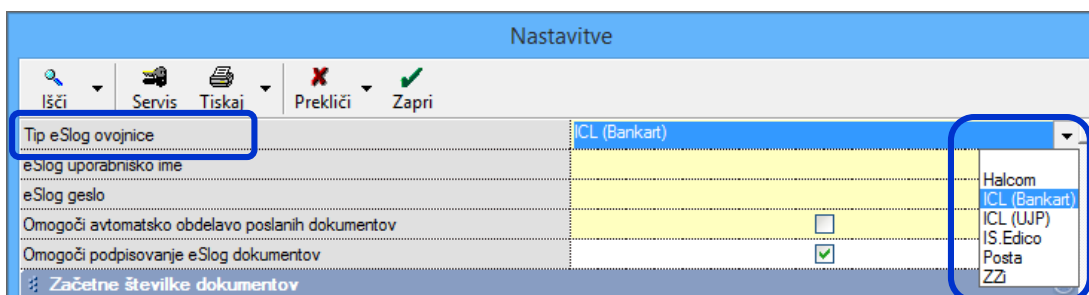 Nastavitve
Išči Servis Tiskaj Prekliči Zapri
Tip eSlog ovojnice ICL (Bankart)
eSlog uporabniško ime
eSlog geslo
Omogoči avtomatsko obdelavo poslanih dokumentov
Omogoči podpisovanje eSlog dokumentov
Začetne številke dokumentov
Halcom
ICL (Bankart)
ICL (UJP)
IS.Edico
Posta
ZZi